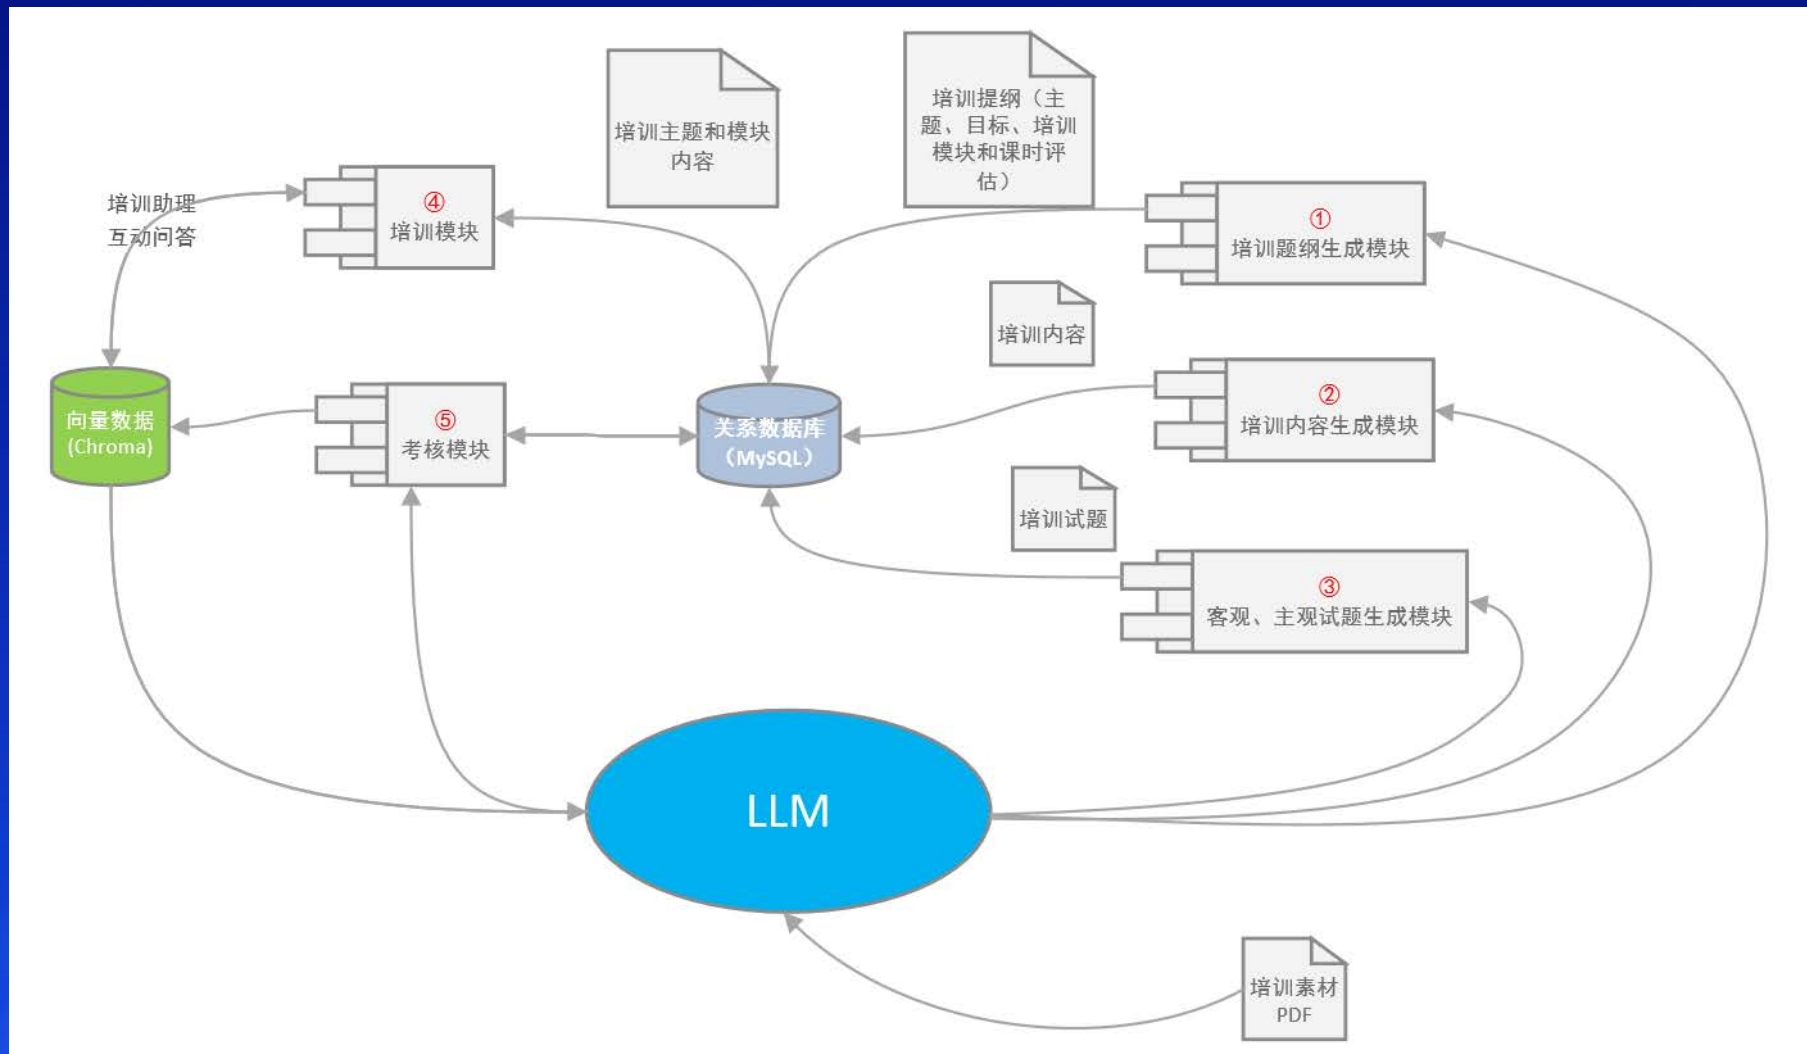 培训主题和模块
内容
培训提纲（主
题、目标、培训
模块和课时评
估）
培训助理
互动问答
④
培训模块
①
培训题纲生成模块
培训内容
向量数据
(Chroma)
⑤
考核模块
关系数据库
（MySQL）
②
培训内容生成模块
培训试题
③
客观、主观试题生成模块
LLM
培训素材
PDF